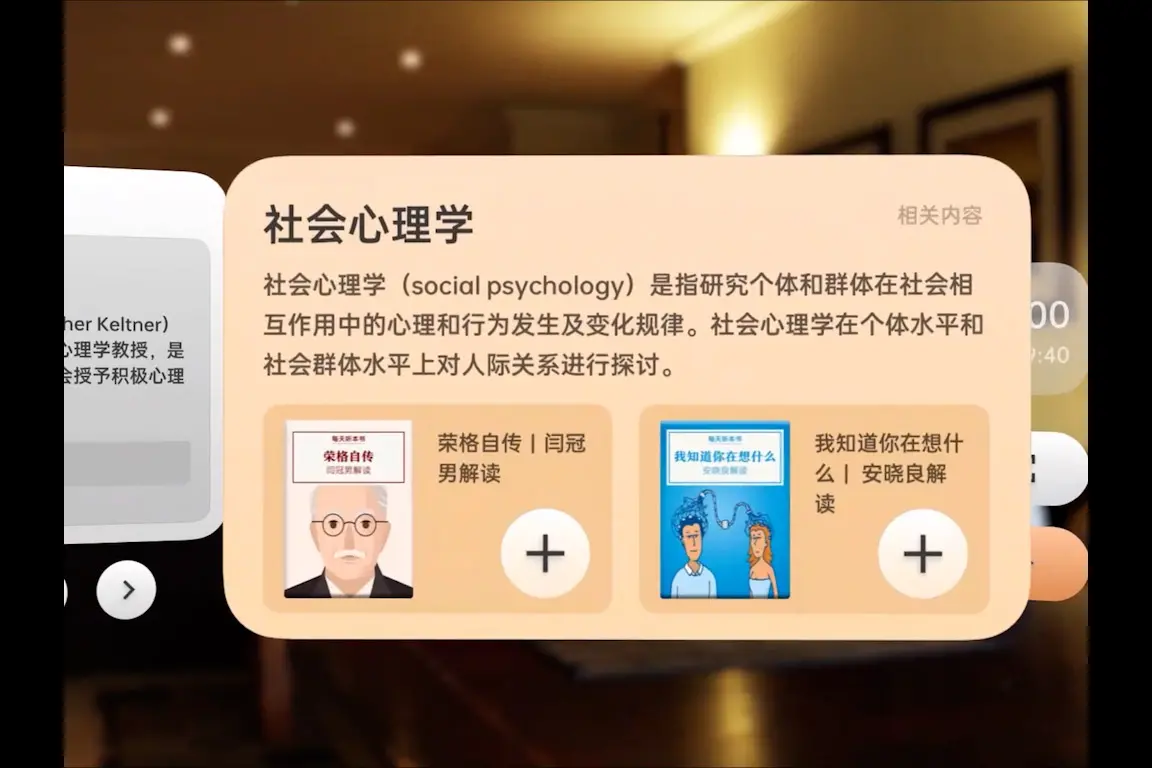 社会心理学
相关内容
社会心理学（social psychology）是指研究个体和群体在社会相
互作用中的心理和行为发生及变化规律。社会心理学在个体水平和
社会群体水平上对人际关系进行探讨。
每天听本书
荣格自传
闫冠男解读
荣格自传 | 闫冠
男解读
每天听本书
我知道你在想什么
安晓良解读
我知道你在想什
么 | 安晓良解
读
her Keltner)
心理学教授，是
会授予积极心理
00
9:40